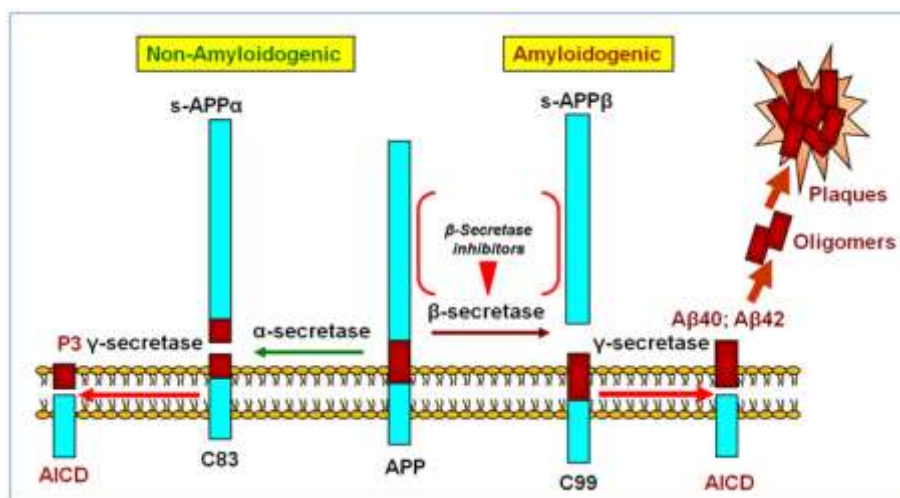 Non-Amyloidogenic
Amyloidogenic
s-APPα
s-APPβ
β-Secretase
inhibitors
Plaques
Oligomers
β-secretase
Aβ40; Aβ42
α-secretase
P3
γ-secretase
γ-secretase
AICD
C83
APP
C99
AICD